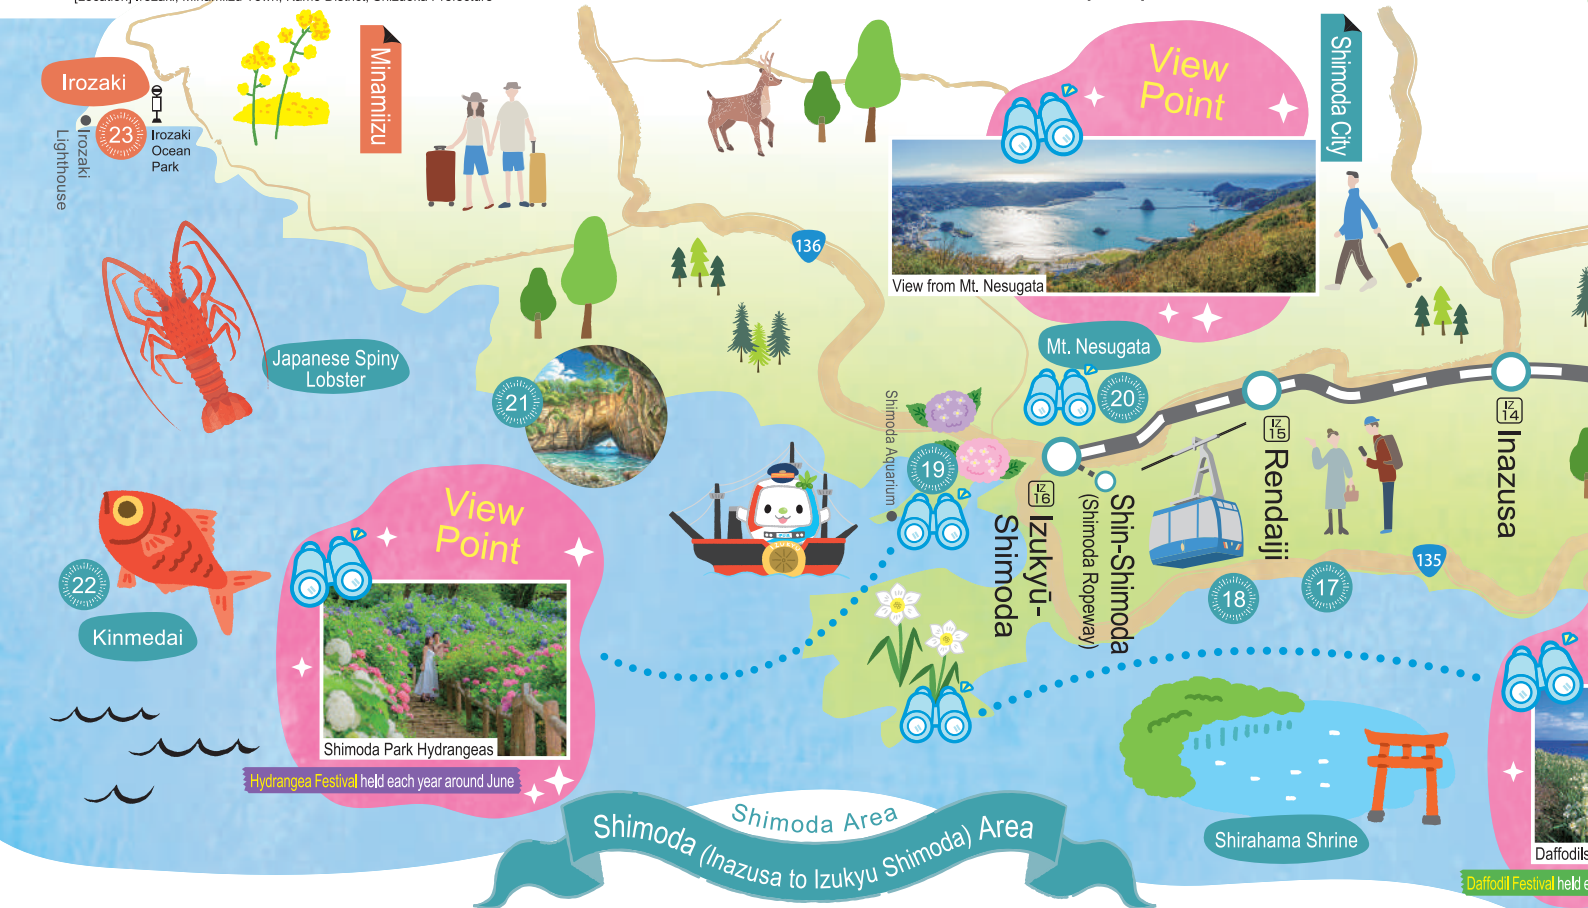 Irozaki
23
Irozaki
Lighthouse
Irozaki
Ocean
Park
Minamiizu
136
View
Point
View from Mt. Nesugata
Shimoda City
Japanese Spiny
Lobster
21
Mt. Nesugata
20
IZ
14
Inazusa
IZ
15
Rendaiji
Shimoda Aquarium
19
IZ
16
Izukyū-
Shimoda
Shin-Shimoda
(Shimoda Ropeway)
18
17
135
22
Kinmedai
View
Point
Shimoda Park Hydrangeas
Hydrangea Festival held each year around June
Shimoda Area
Shimoda (Inazusa to Izukyu Shimoda) Area
Shirahama Shrine
Daffodils
Daffodil Festival held